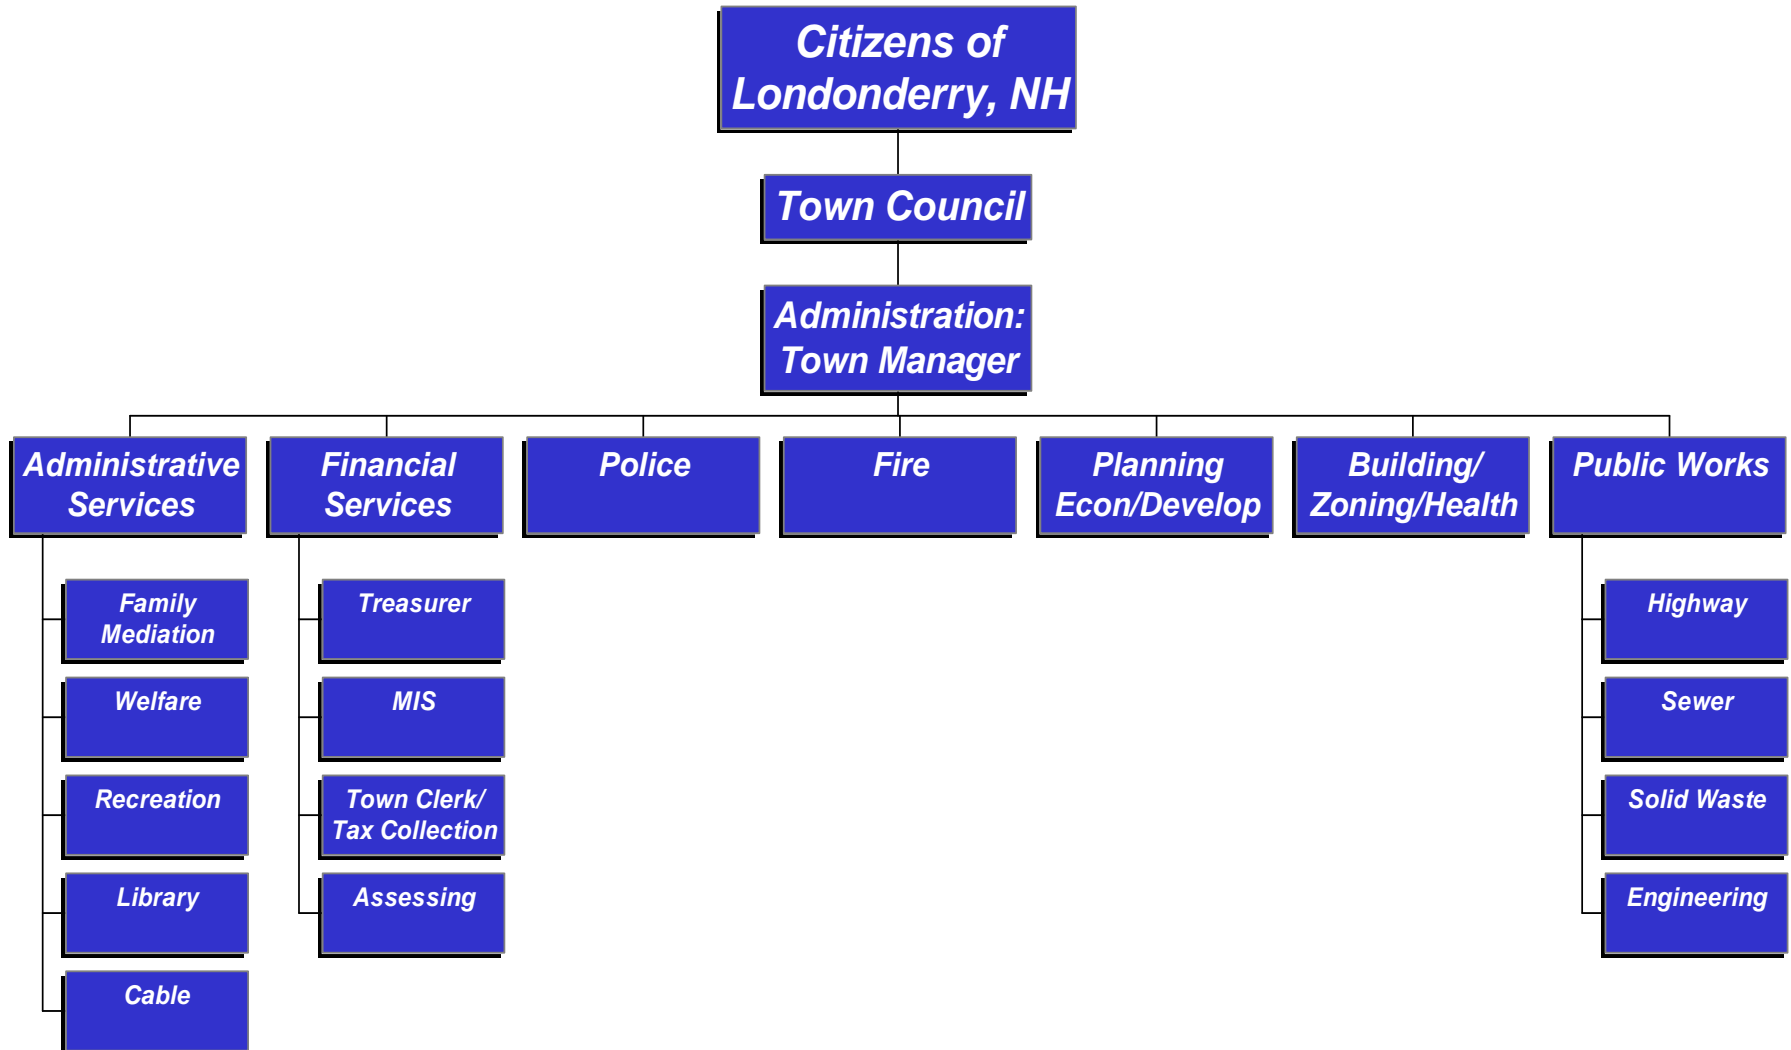 Citizens of
Londonderry, NH
Town Council
Administration:
Town Manager
Administrative
Services
Financial
Services
Police
Fire
Planning
Econ/Develop
Building/
Zoning/Health
Public Works
Family
Mediation
Welfare
Recreation
Library
Cable
Treasurer
MIS
Town Clerk/
Tax Collection
Assessing
Highway
Sewer
Solid Waste
Engineering